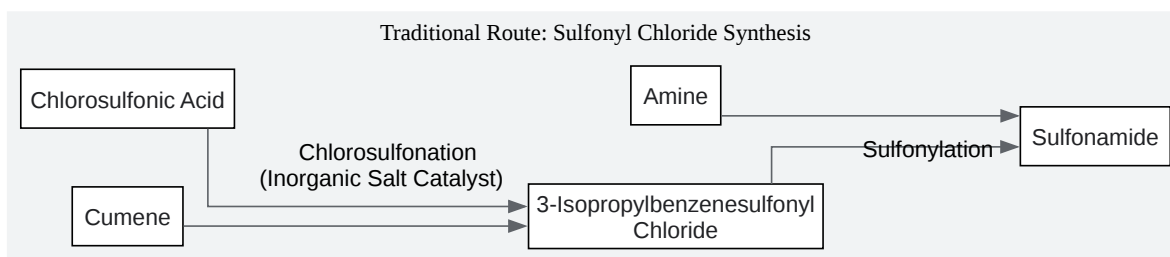 Traditional Route: Sulfonyl Chloride Synthesis
Chlorosulfonic Acid
Amine
Sulfonamide
Chlorosulfonation
(Inorganic Salt Catalyst)
Sulfonylation
Cumene
3-Isopropylbenzenesulfonyl
Chloride